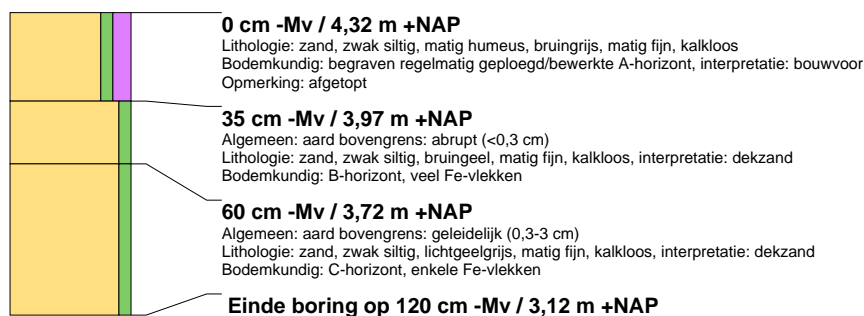 0 cm -Mv / 4,32 m +NAP
Lithologie: zand, zwak siltig, matig humeus, bruingrijs, matig fijn, kalkloos
Bodemkundig: begraven regelmatig geploegd/bewerkte A-horizont, interpretatie: bouwvoor
Opmerking: afgetopt
35 cm -Mv / 3,97 m +NAP
Algemeen: aard bovengrens: abrupt (<0,3 cm)
Lithologie: zand, zwak siltig, bruingeel, matig fijn, kalkloos, interpretatie: dekzand
Bodemkundig: B-horizont, veel Fe-vlekken
60 cm -Mv / 3,72 m +NAP
Algemeen: aard bovengrens: geleidelijk (0,3-3 cm)
Lithologie: zand, zwak siltig, lichtgeelgrijs, matig fijn, kalkloos, interpretatie: dekzand
Bodemkundig: C-horizont, enkele Fe-vlekken
Einde boring op 120 cm -Mv / 3,12 m +NAP